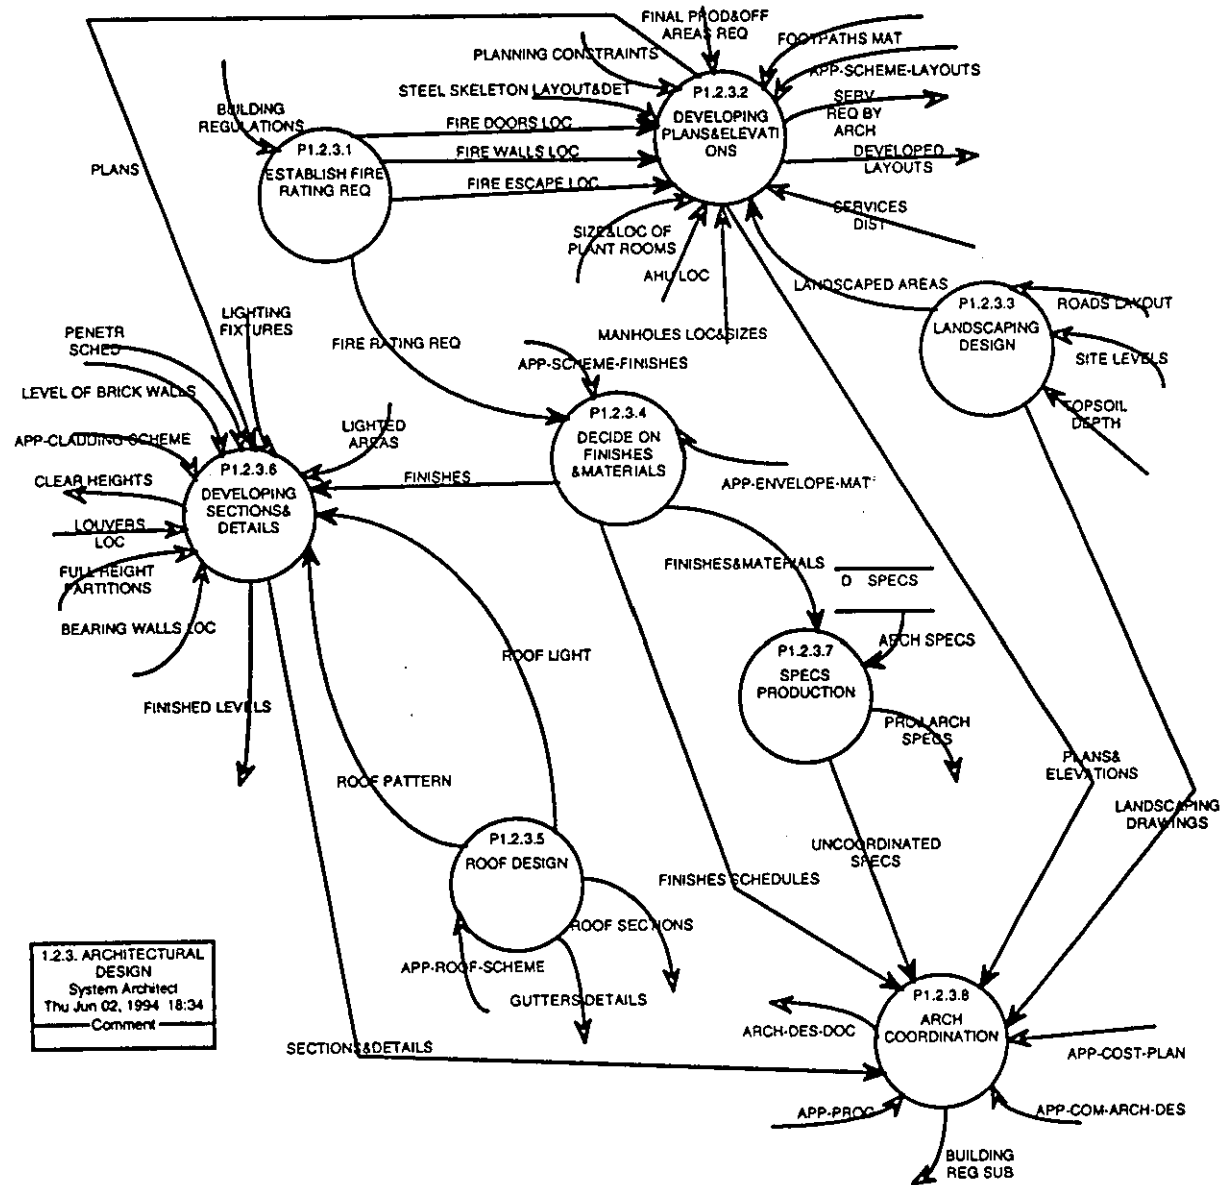 FINAL PROD&OFF
AREAS REQ
FOOTPATHS MAT
PLANNING CONSTRAINTS
APP-SCHEME-LAYOUTS
STEEL SKELETON LAYOUT&DET
P1.2.3.2
DEVELOPING
PLANS&ELEVATI
ONS
SERV
REQ BY
ARCH
BUILDING
REGULATIONS
FIRE DOORS LOC
DEVELOPED
LAYOUTS
P1.2.3.1
ESTABLISH FIRE
RATING REQ
FIRE WALLS LOC
PLANS
FIRE ESCAPE LOC
SERVICES
DIST
SIZE&LOC OF
PLANT ROOMS
AHU LOC
LANDSCAPED AREAS
P1.2.3.3
LANDSCAPING
DESIGN
ROADS LAYOUT
LIGHTING
FIXTURES
PENETR
SCHED
FIRE RATING REQ
MANHOLES LOC&SIZES
SITE LEVELS
APP-SCHEME-FINISHES
LEVEL OF BRICK WALLS
TOPSOIL
DEPTH
P1.2.3.4
DECIDE ON
FINISHES
&MATERIALS
LIGHTED
AREAS
APP-CLADDING-SCHEME
P1.2.3.6
DEVELOPING
SECTIONS&
DETAILS
CLEAR HEIGHTS
FINISHES
APP-ENVELOPE-MAT
LOUVERS
LOC
FULL HEIGHT
PARTITIONS
FINISHES&MATERIALS
D SPECS
BEARING WALLS LOC
ARCH SPECS
ROOF LIGHT
P1.2.3.7
SPECS
PRODUCTION
FINISHED LEVELS
PROJ ARCH
SPECS
ROOF PATTERN
PLANS&
ELEVATIONS
LANDSCAPING
DRAWINGS
P1.2.3.5
ROOF DESIGN
UNCOORDINATED
SPECS
FINISHES SCHEDULES
ROOF SECTIONS
1.2.3. ARCHITECTURAL
DESIGN
System Architect
Thu Jun 02, 1994 18:34
Comment
APP-ROOF-SCHEME
GUTTERS DETAILS
P1.2.3.8
ARCH
COORDINATION
ARCH-DES-DOC
SECTIONS&DETAILS
APP-COST-PLAN
APP-PROC
APP-COM-ARCH-DES
BUILDING
REG SUB